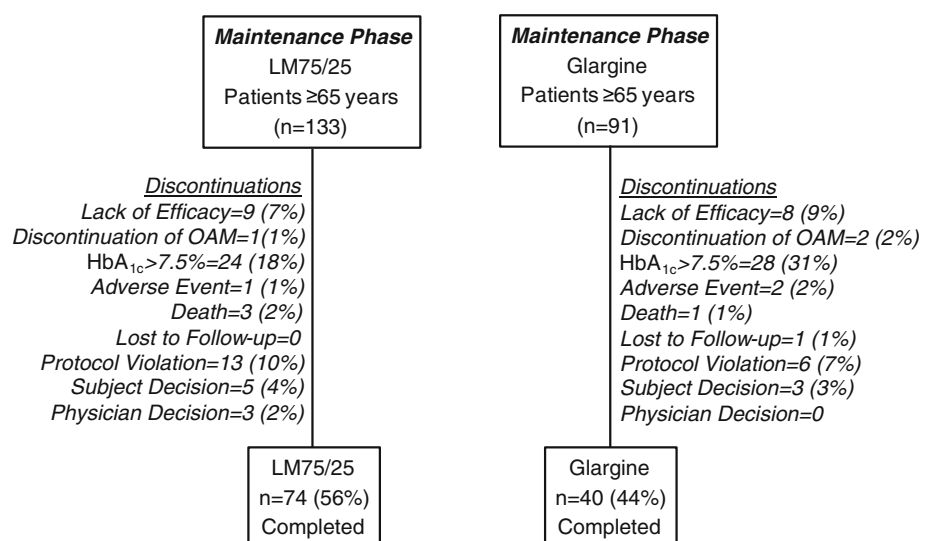 Maintenance Phase
LM75/25
Patients ≥65 years
(n=133)
Discontinuations
Lack of Efficacy=9 (7%)
Discontinuation of OAM=1(1%)
HbA1c>7.5%=24 (18%)
Adverse Event=1 (1%)
Death=3 (2%)
Lost to Follow-up=0
Protocol Violation=13 (10%)
Subject Decision=5 (4%)
Physician Decision=3 (2%)
LM75/25
n=74 (56%)
Completed
Maintenance Phase
Glargine
Patients ≥65 years
(n=91)
Discontinuations
Lack of Efficacy=8 (9%)
Discontinuation of OAM=2 (2%)
HbA1c>7.5%=28 (31%)
Adverse Event=2 (2%)
Death=1 (1%)
Lost to Follow-up=1 (1%)
Protocol Violation=6 (7%)
Subject Decision=3 (3%)
Physician Decision=0
Glargine
n=40 (44%)
Completed